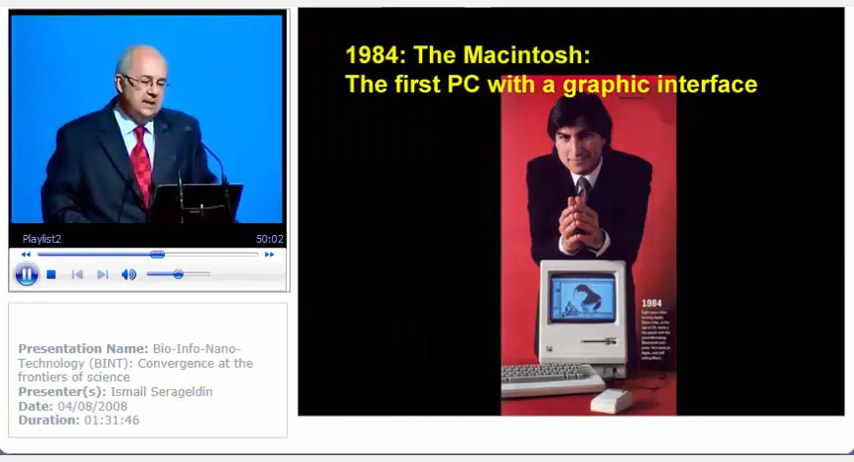 1984: The Macintosh:
The first PC with a graphic interface
Playlist2
50:02
1984
Presentation Name: Bio-Info-Nano-
Technology (BINT): Convergence at the
frontiers of science
Presenter(s): Ismail Serageldin
Date: 04/08/2008
Duration: 01:31:46